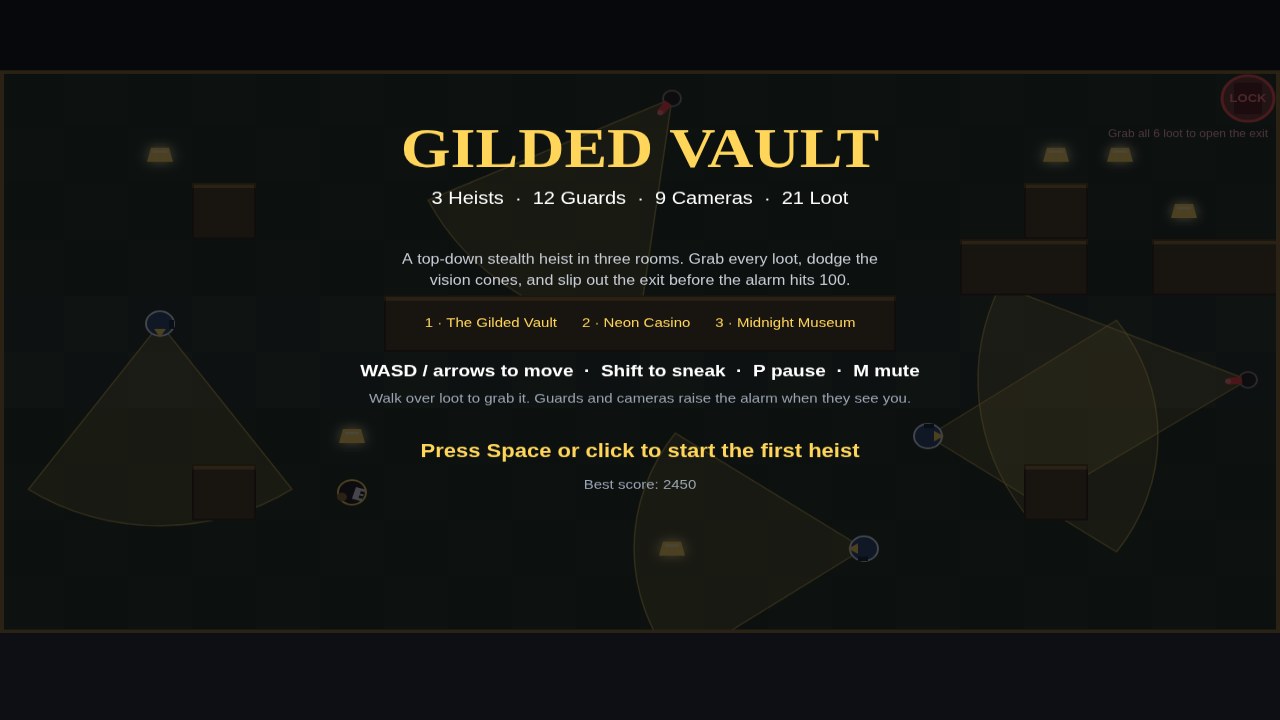 LOCK
Grab all 6 loot to open the exit
GILDED VAULT
3 Heists · 12 Guards · 9 Cameras · 21 Loot
A top-down stealth heist in three rooms. Grab every loot, dodge the
vision cones, and slip out the exit before the alarm hits 100.
1 · The Gilded Vault 2 · Neon Casino 3 · Midnight Museum
WASD / arrows to move · Shift to sneak · P pause · M mute
Walk over loot to grab it. Guards and cameras raise the alarm when they see you.
Press Space or click to start the first heist
Best score: 2450